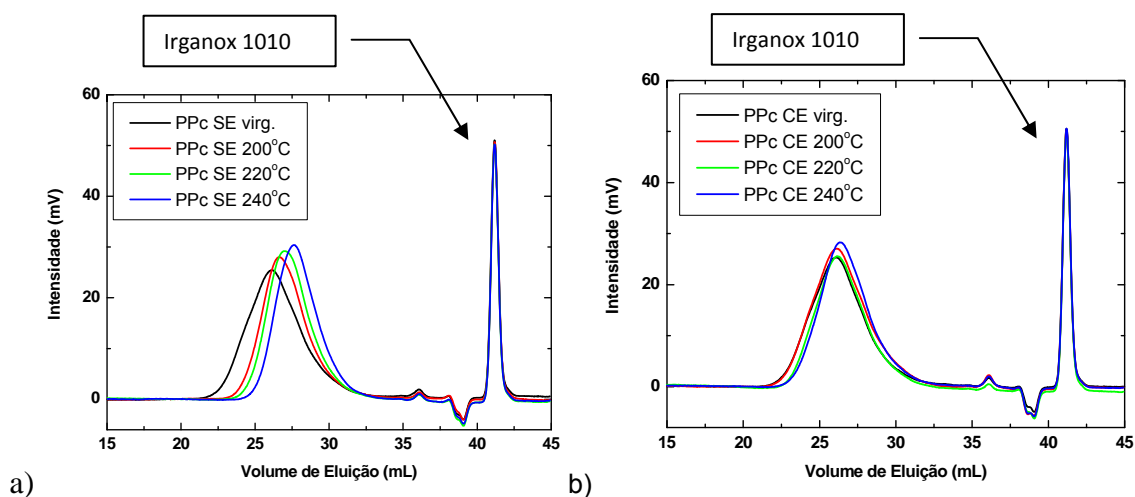 Irganox 1010
60
40
20
0
Intensidade (mV)
PPc SE virg.
PPc SE 200°C
PPc SE 220°C
PPc SE 240°C
15 20 25 30 35 40 45
Volume de Eluição (mL)
a)
Irganox 1010
60
40
20
0
Intensidade (mV)
PPc CE virg.
PPc CE 200°C
PPc CE 220°C
PPc CE 240°C
15 20 25 30 35 40 45
Volume de Eluição (mL)
b)